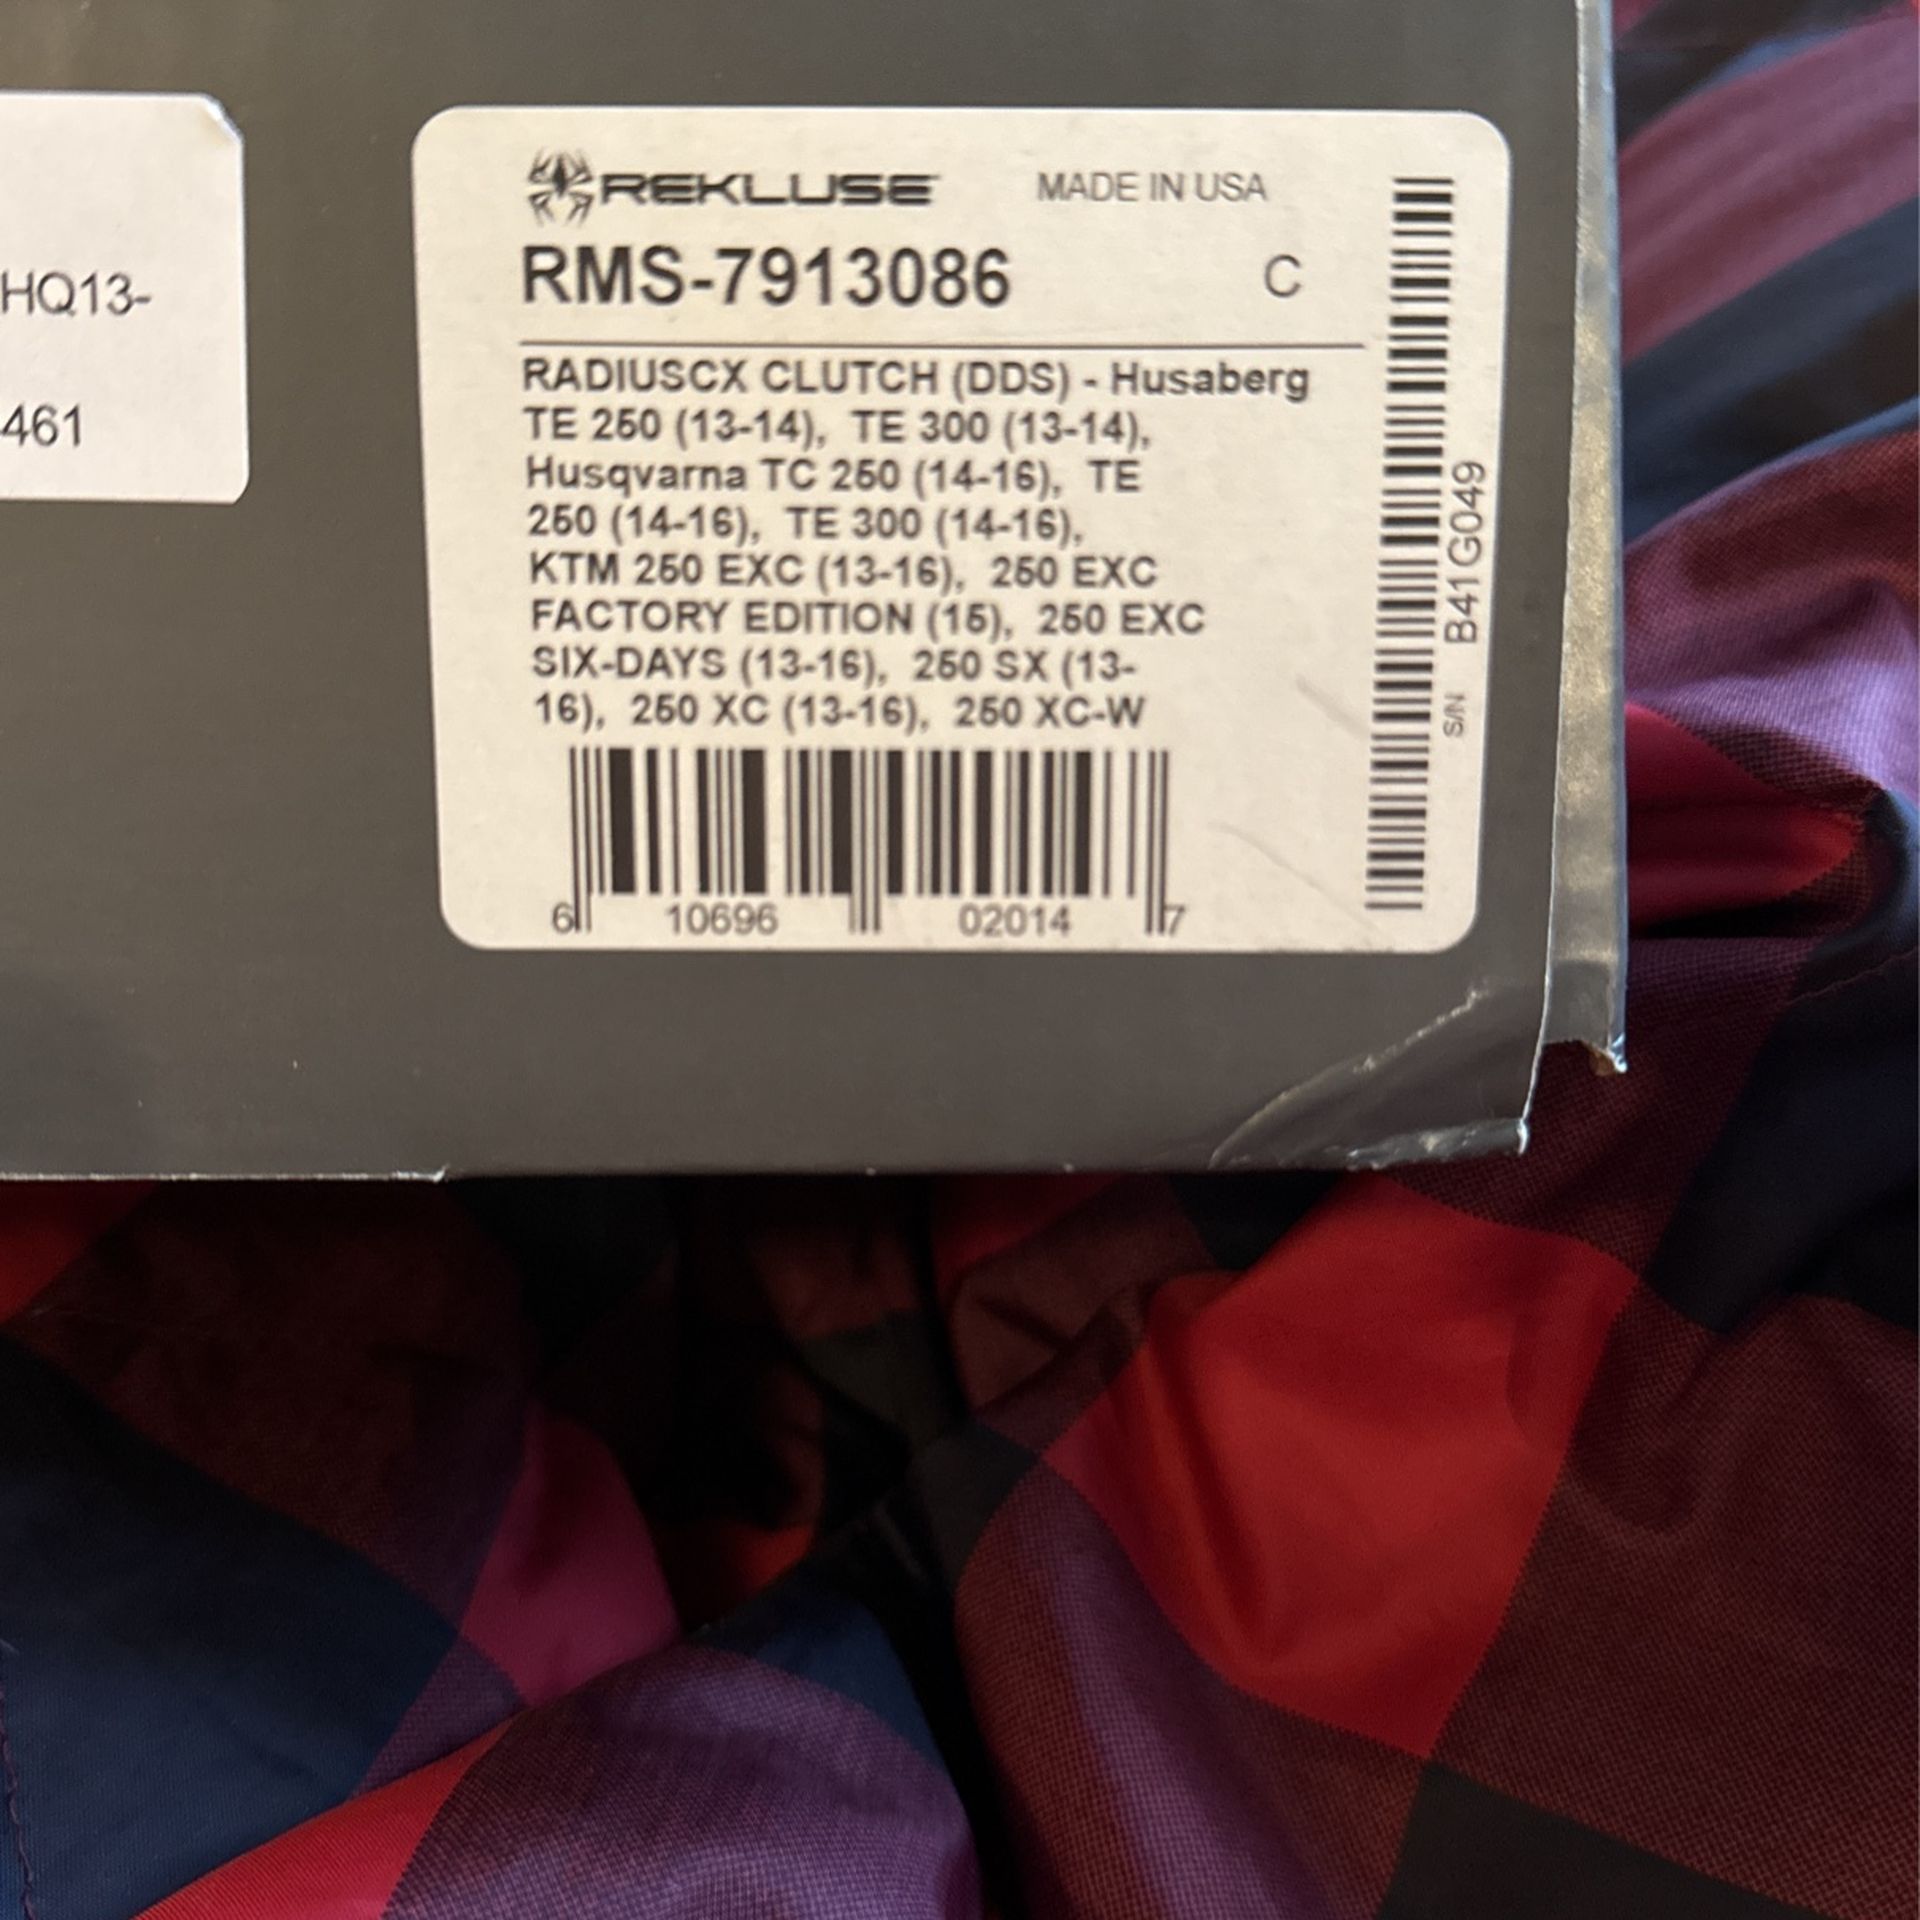 HQ13-
461
REKLUSE MADE IN USA
RMS-7913086 C
RADIUSCX CLUTCH (DDS) - Husaberg
TE 250 (13-14), TE 300 (13-14),
Husqvarna TC 250 (14-16), TE
250 (14-16), TE 300 (14-16),
KTM 250 EXC (13-16), 250 EXC
FACTORY EDITION (15), 250 EXC
SIX-DAYS (13-16), 250 SX (13-
16), 250 XC (13-16), 250 XC-W
6 10696 02014 7
S/N B41G049